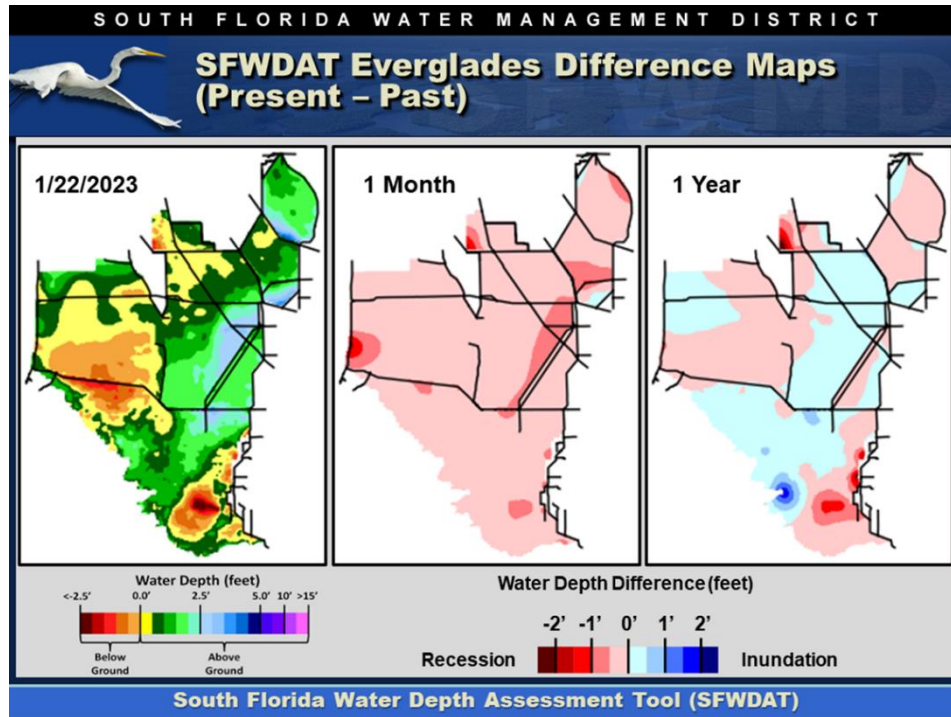 SOUTH FLORIDA WATER MANAGEMENT DISTRICT
SFWDAT Everglades Difference Maps
(Present – Past)
SFWMD
1/22/2023
1 Month
1 Year
Water Depth (feet)
<-2.5' 0.0' 2.5' 5.0' 10' >15'
Below
Ground
Above
Ground
Water Depth Difference (feet)
-2' -1' 0' 1' 2'
Recession Inundation
South Florida Water Depth Assessment Tool (SFWDAT)